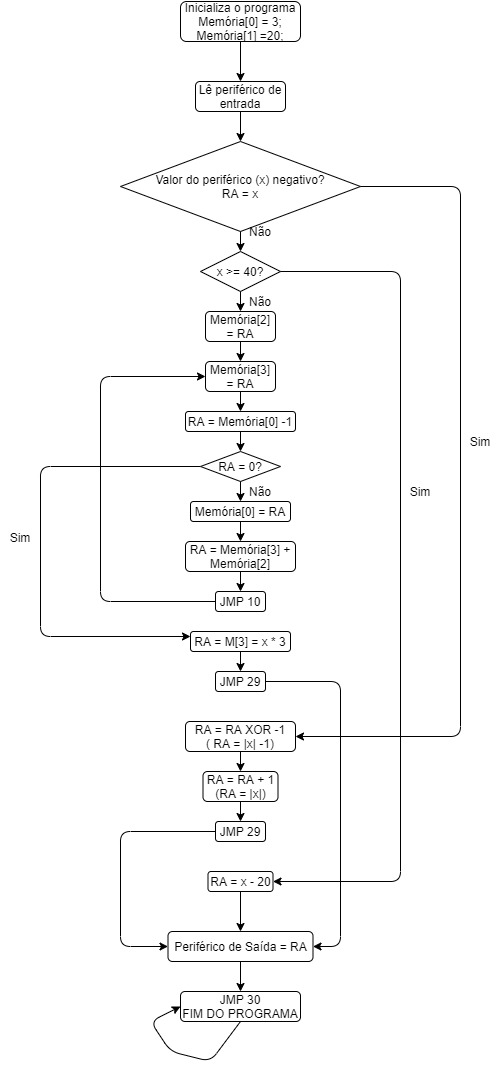 Inicializa o programa
Memória[0] = 3;
Memória[1] =20;
Lê periférico de
entrada
Valor do periférico (x) negativo?
RA = x
Não
x >= 40?
Não
Memória[2]
= RA
Memória[3]
= RA
RA = Memória[0] -1
Sim
RA = 0?
Sim
Não
Memória[0] = RA
Sim
RA = Memória[3] +
Memória[2]
JMP 10
RA = M[3] = x * 3
JMP 29
RA = RA XOR -1
( RA = |x| -1)
RA = RA + 1
(RA = |x|)
JMP 29
RA = x - 20
Periférico de Saída = RA
JMP 30
FIM DO PROGRAMA